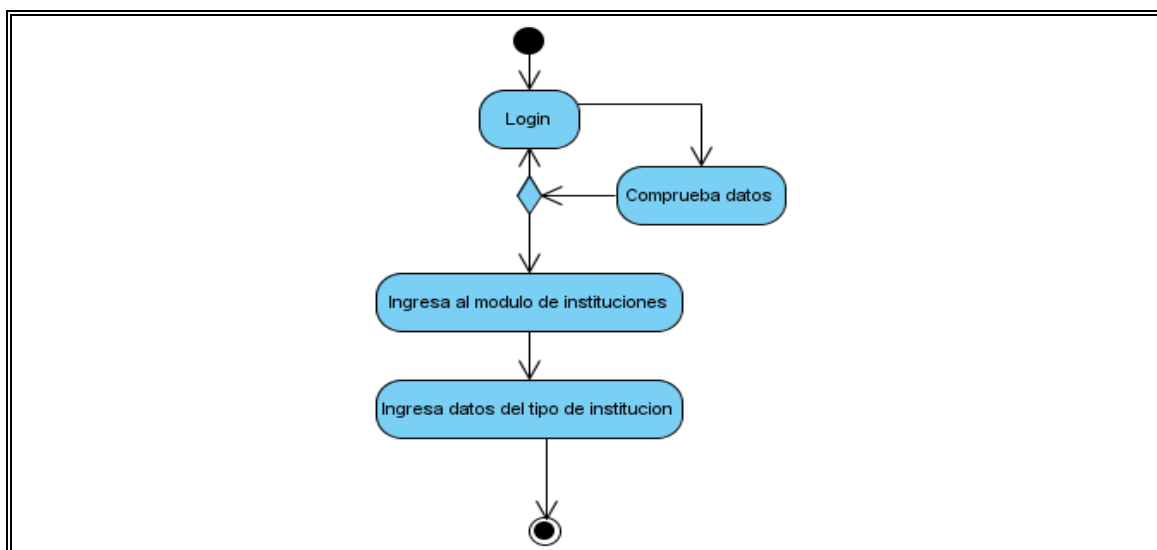 Login
Comprueba datos
Ingresa al modulo de instituciones
Ingresa datos del tipo de institucion